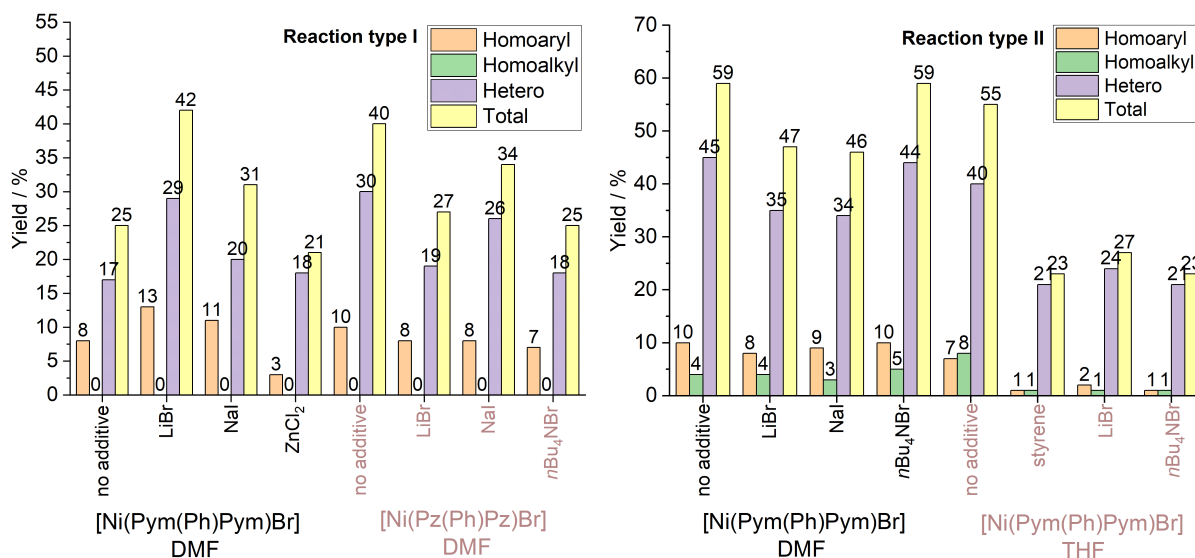 55
50
45
40
35
30
25
20
15
10
5
0
Yield / %
Reaction type I
Homoaryl
Homoalkyl
Hetero
Total
8 0 17 25
13 0 29 42
11 0 20 31
3 0 18 21
10 0 30 40
8 0 19 27
8 0 26 34
7 0 18 25
no additive
LiBr
NaI
ZnCl₂
no additive
LiBr
NaI
nBu₄NBr
[Ni(Pym(Ph)Pym)Br]
DMF
[Ni(Pz(Ph)Pz)Br]
DMF
70
60
50
40
30
20
10
0
Yield / %
Reaction type II
Homoaryl
Homoalkyl
Hetero
Total
10 4 45 59
8 4 35 47
9 3 34 46
10 5 44 59
7 8 40 55
1 1 21 23
2 1 24 27
1 1 21 23
no additive
LiBr
NaI
nBu₄NBr
no additive
styrene
LiBr
nBu₄NBr
[Ni(Pym(Ph)Pym)Br]
DMF
[Ni(Pym(Ph)Pym)Br]
THF